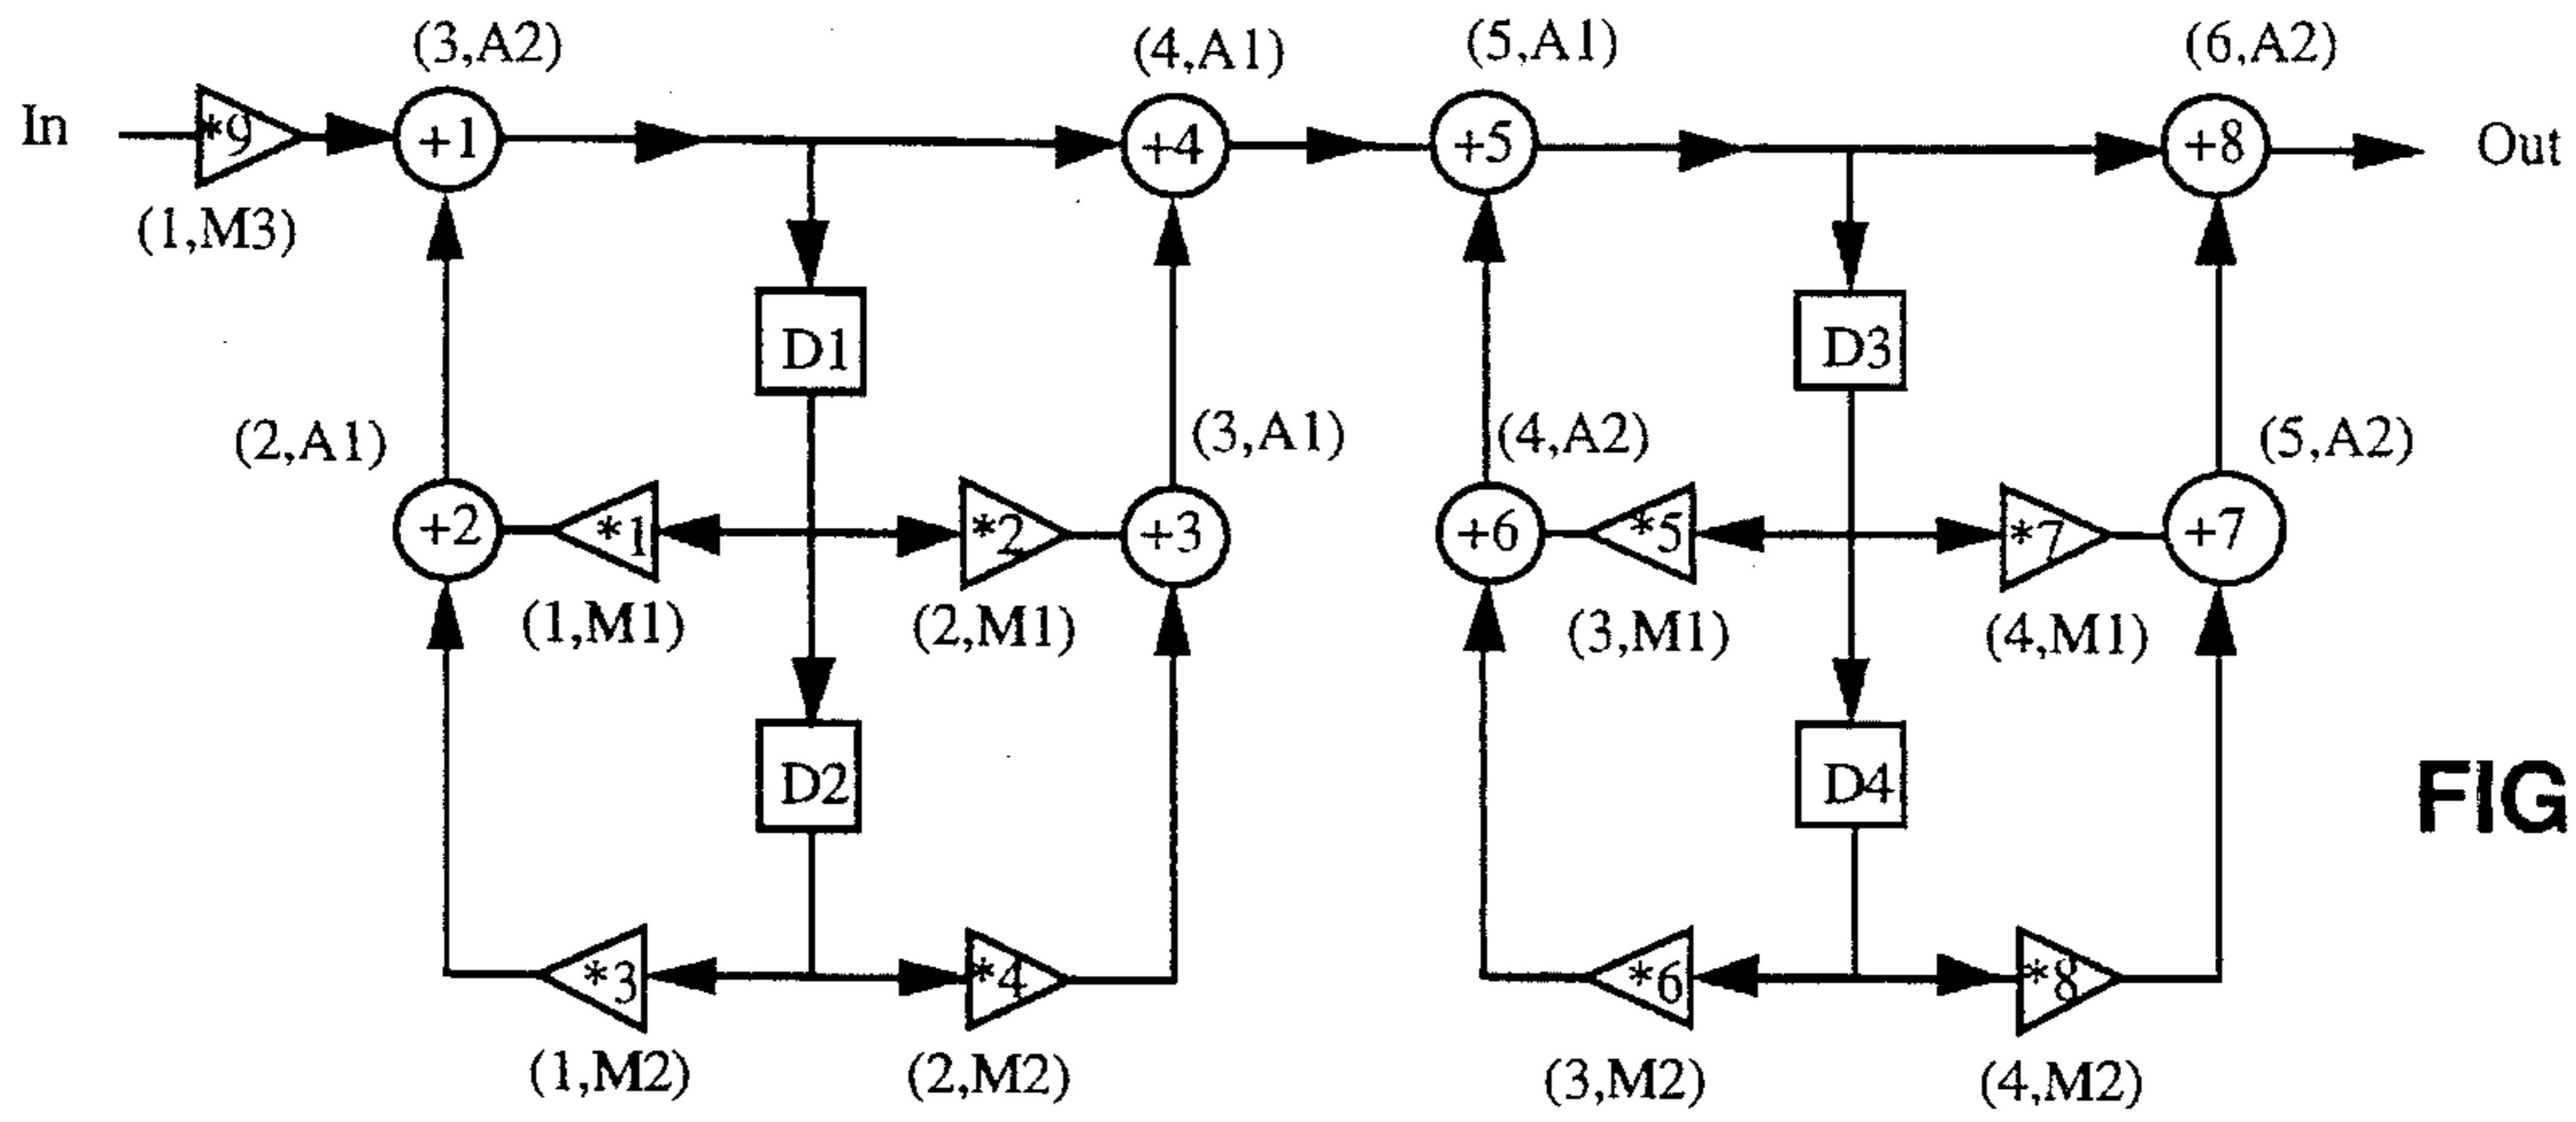 (3,A2)
(4,A1)
(5,A1)
(6,A2)
In
*9
+1
+4
+5
+8
Out
(1,M3)
D1
D3
(2,A1)
(3,A1)
(4,A2)
(5,A2)
+2
*1
*2
+3
+6
*5
*7
+7
(1,M1)
(2,M1)
(3,M1)
(4,M1)
D2
D4
FIG
*3
*4
*6
*8
(1,M2)
(2,M2)
(3,M2)
(4,M2)